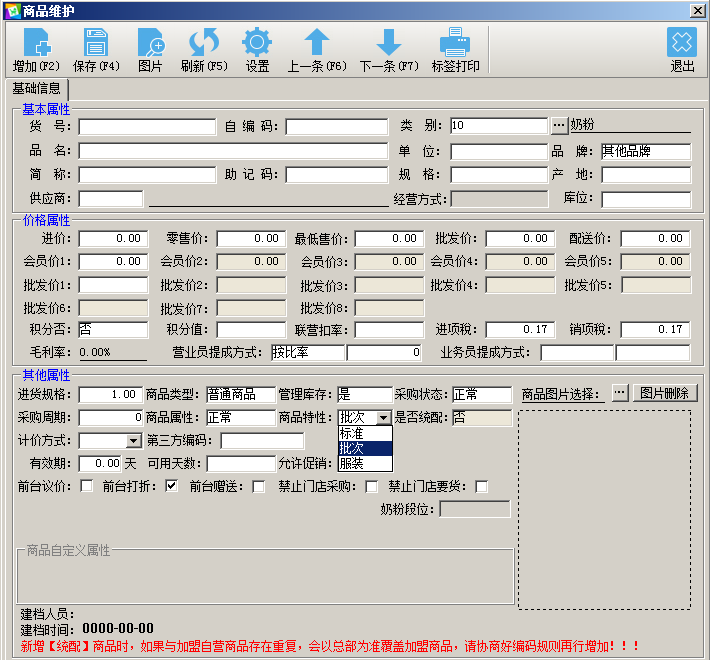 商品维护
增加(F2) 保存(F4) 图片 刷新(F5) 设置 上一条(F6) 下一条(F7) 标签打印 退出
基础信息
基本属性
货 号: 自编码: 类 别: 10 ... 奶粉
品 名: 单 位: 品 牌: 其他品牌
简 称: 助记码: 规 格: 产 地:
供应商: 经营方式: 库位:
价格属性
进价: 0.00 零售价: 0.00 最低售价: 0.00 批发价: 0.00 配送价: 0.00
会员价1: 0.00 会员价2: 0.00 会员价3: 0.00 会员价4: 0.00 会员价5: 0.00
批发价1: 批发价2: 批发价3: 批发价4: 批发价5:
批发价6: 批发价7: 批发价8:
积分否: 否 积分值: 联营扣率: 进项税: 0.17 销项税: 0.17
毛利率: 0.00% 营业员提成方式: 按比率 0 业务员提成方式:
其他属性
进货规格: 1.00 商品类型: 普通商品 管理库存: 是 采购状态: 正常 商品图片选择: ... 图片删除
采购周期: 0 商品属性: 正常 商品特性: 批次 是否统配: 否
计价方式: 第三方编码: 标准
批次
有效期: 0.00 天 可用天数: 允许促销: 服装
前台议价: 前台打折: 前台赠送: 禁止门店采购: 禁止门店要货:
奶粉段位:
商品自定义属性
建档人员:
建档时间: 0000-00-00
新增【统配】商品时，如果与加盟自营商品存在重复，会以总部为准覆盖加盟商品，请协商好编码规则再行增加！！！